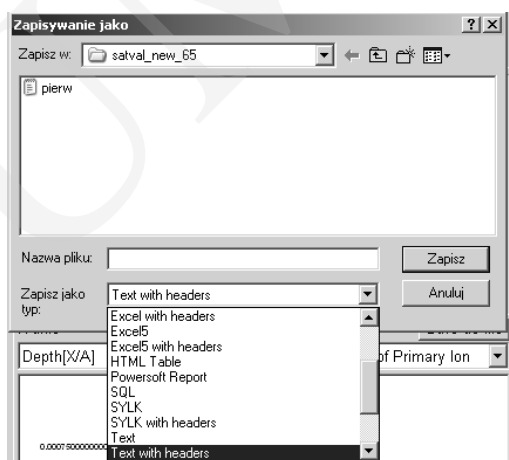 Zapisywanie jako
Zapisz w: satval_new_65
pierw
Nazwa pliku:
Zapisz
Zapisz jako typ:
Text with headers
Anuluj
Excel with headers
Excel5
Excel5 with headers
HTML Table
Powersoft Report
SQL
SYLK
SYLK with headers
Text
Text with headers
Depth[X/A]
of Primary Ion